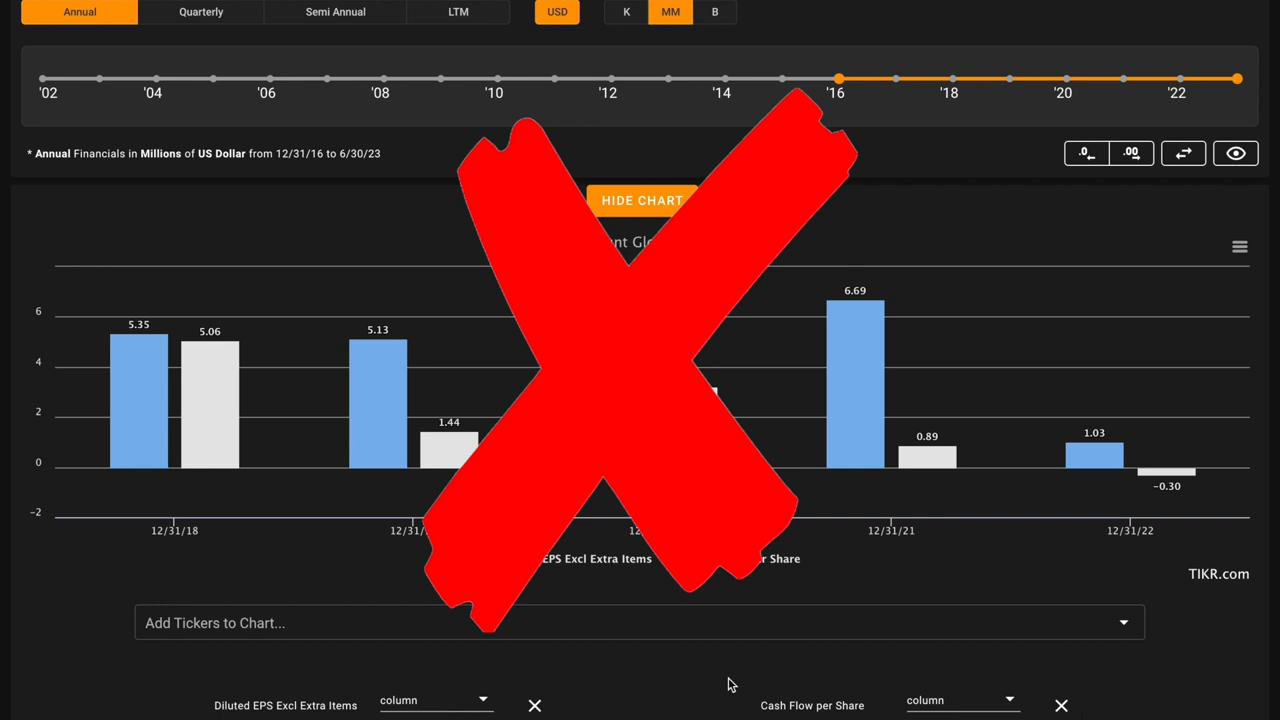 Annual Quarterly Semi Annual LTM USD K MM B
'02 '04 '06 '08 '10 '12 '14 '16 '18 '20 '22
* Annual Financials in Millions of US Dollar from 12/31/16 to 6/30/23
.0 .00
HIDE CHART
6.69
6
5.35 5.06 5.13
4
2
1.44 0.89 1.03
0
-0.30
-2
12/31/18 12/31/21 12/31/22
EPS Excl Extra Items Share
TIKR.com
Add Tickers to Chart...
Diluted EPS Excl Extra Items column Cash Flow per Share column